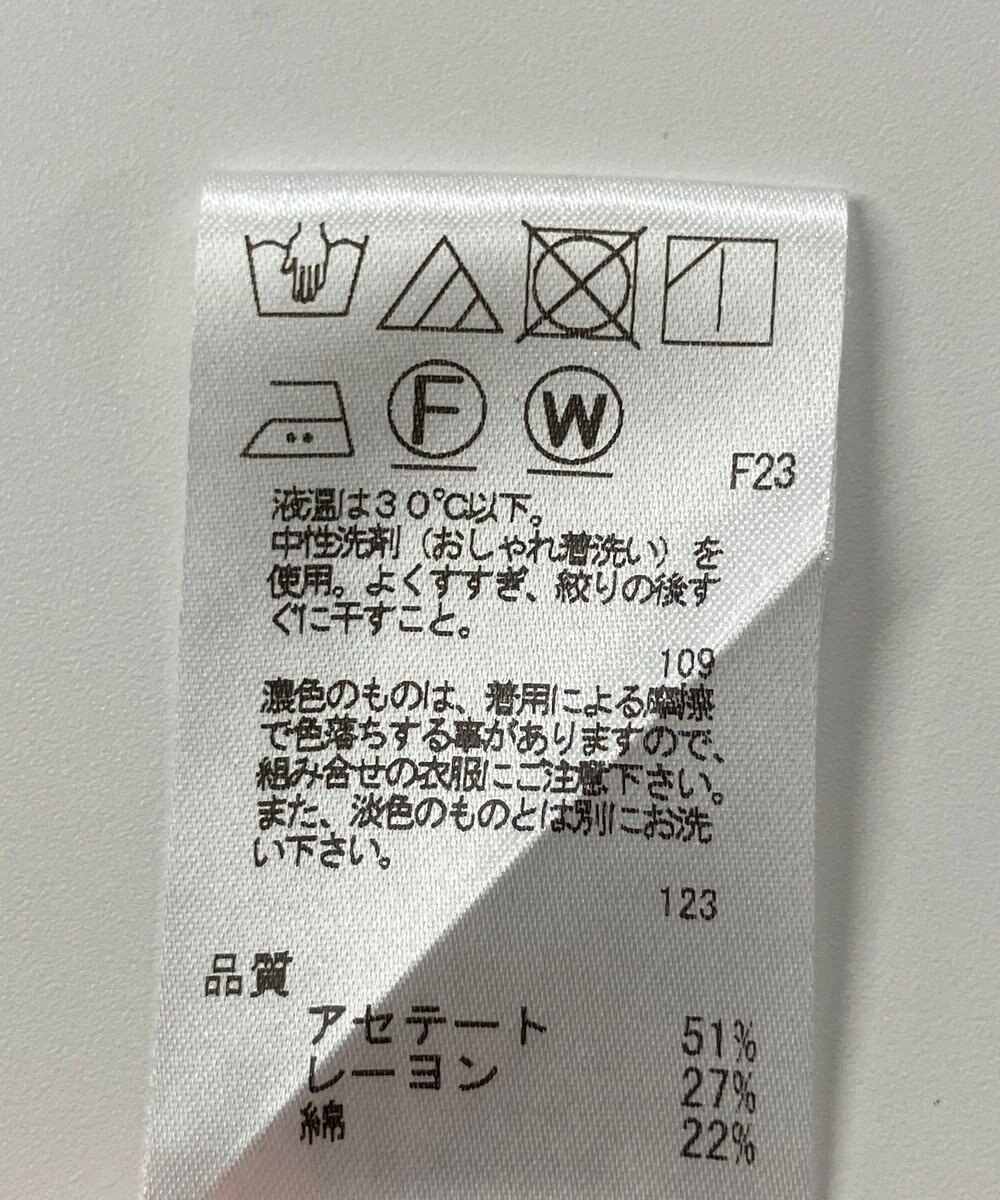 F W
F23
液温は30℃以下。
中性洗剤(おしゃれ着洗い)を
使用。よくすすぎ、絞りの後す
ぐに干すこと。
109
濃色のものは、着用による摩擦
で色落ちする事がありますので、
組み合せの衣服にご注意下さい。
また、淡色のものとは別にお洗
い下さい。
123
品質
アセテート 51%
レーヨン 27%
綿 22%